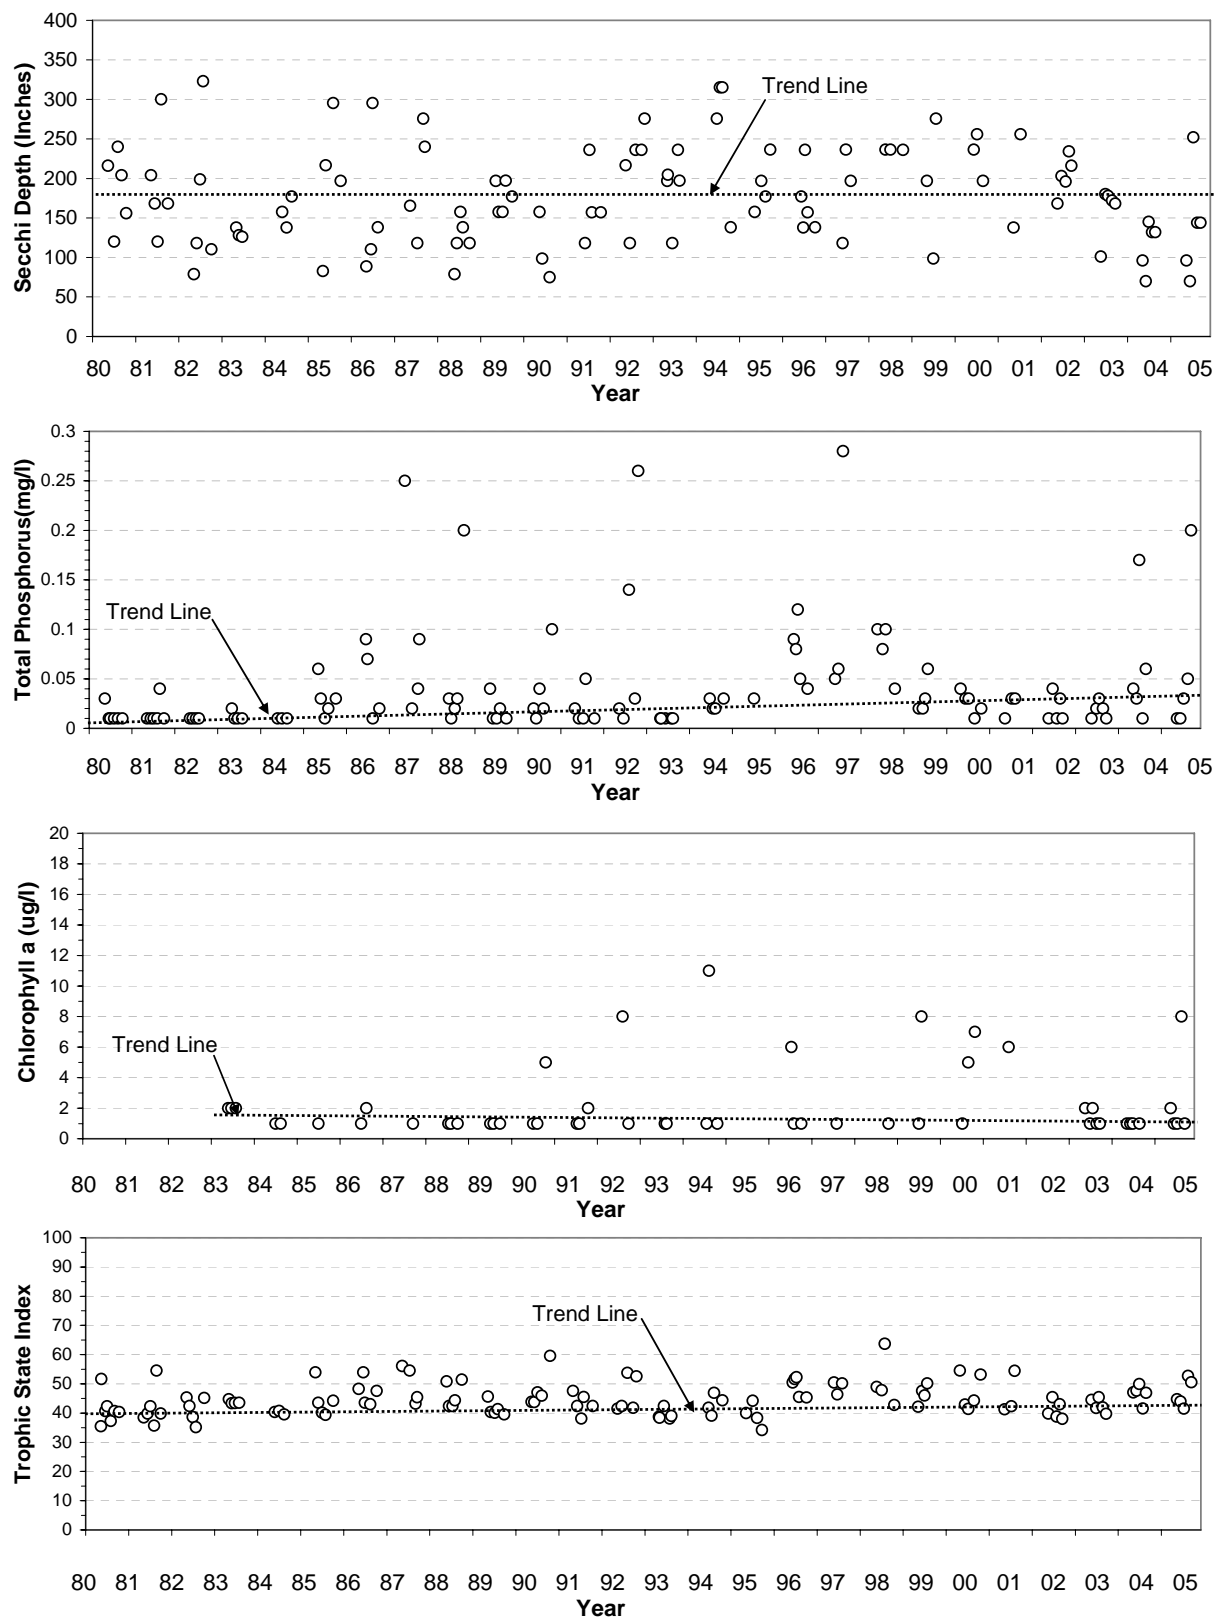 400
350
300
250
200
150
100
50
0
Secchi Depth (Inches)
Trend Line
80 81 82 83 84 85 86 87 88 89 90 91 92 93 94 95 96 97 98 99 00 01 02 03 04 05
Year
0.3
0.25
0.2
0.15
0.1
0.05
0
Total Phosphorus(mg/l)
Trend Line
80 81 82 83 84 85 86 87 88 89 90 91 92 93 94 95 96 97 98 99 00 01 02 03 04 05
Year
20
18
16
14
12
10
8
6
4
2
0
Chlorophyll a (ug/l)
Trend Line
80 81 82 83 84 85 86 87 88 89 90 91 92 93 94 95 96 97 98 99 00 01 02 03 04 05
Year
100
90
80
70
60
50
40
30
20
10
0
Trophic State Index
Trend Line
80 81 82 83 84 85 86 87 88 89 90 91 92 93 94 95 96 97 98 99 00 01 02 03 04 05
Year